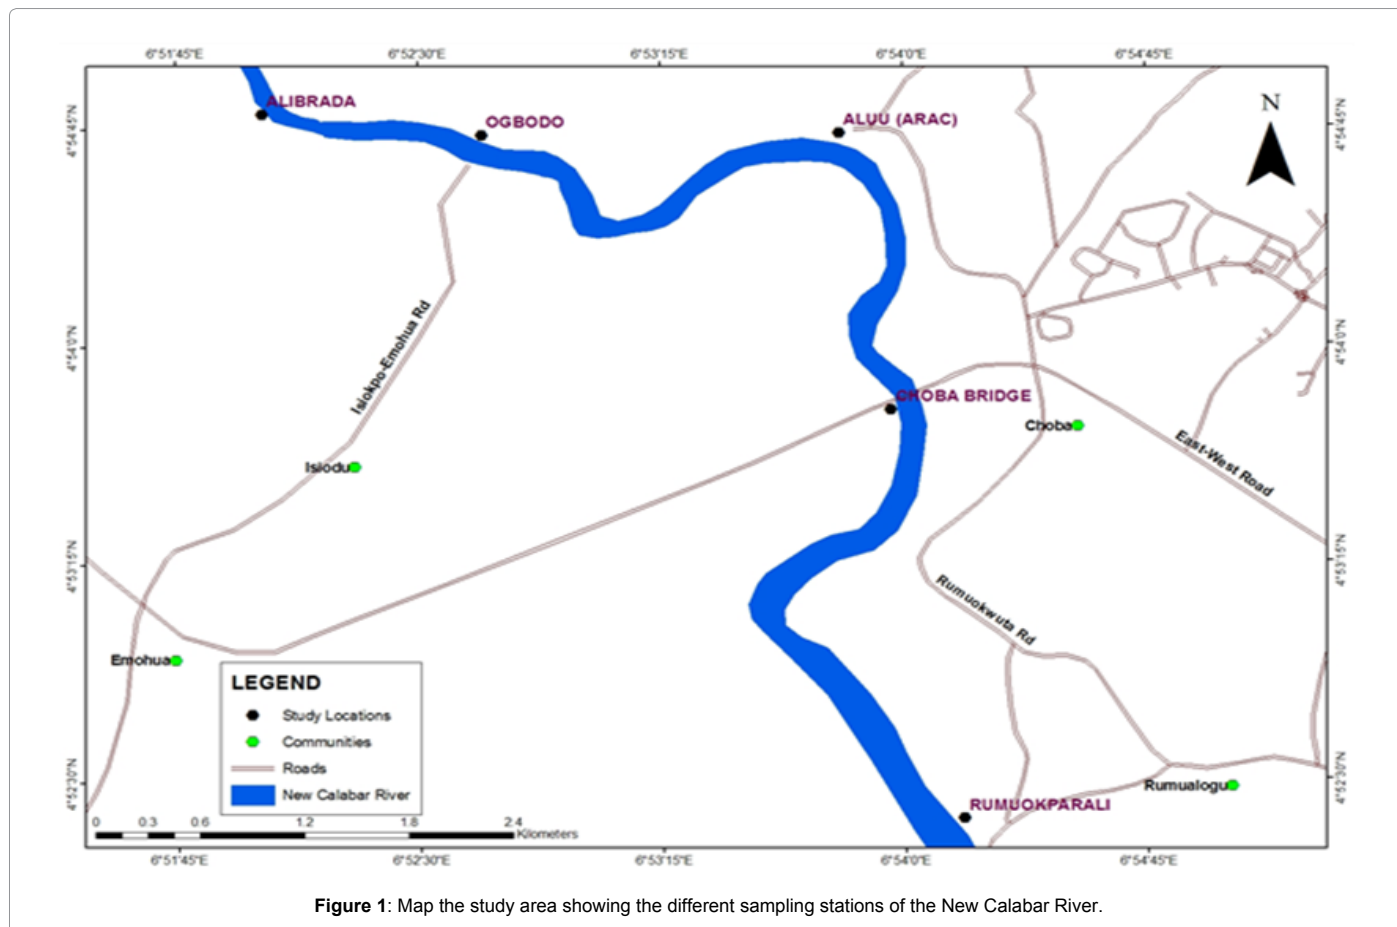 6°51'45"E 6°52'30"E 6°53'15"E 6°54'0"E 6°54'45"E
N
ALIBRADA
OGBODO
ALUU (ARAC)
4°54'45"N
4°54'45"N
Isiokpo-Emohua Rd
4°54'0"N
4°54'0"N
CHOBA BRIDGE
Choba
East-West Road
Isiodu
4°53'15"N
4°53'15"N
Rumuokwuta Rd
Emohua
LEGEND
Study Locations
Communities
Roads
New Calabar River
4°52'30"N
4°52'30"N
Rumualogu
RUMUOKPARALI
0 0.3 0.6 1.2 1.8 2.4
Kilometers
6°51'45"E 6°52'30"E 6°53'15"E 6°54'0"E 6°54'45"E
Figure 1: Map the study area showing the different sampling stations of the New Calabar River.